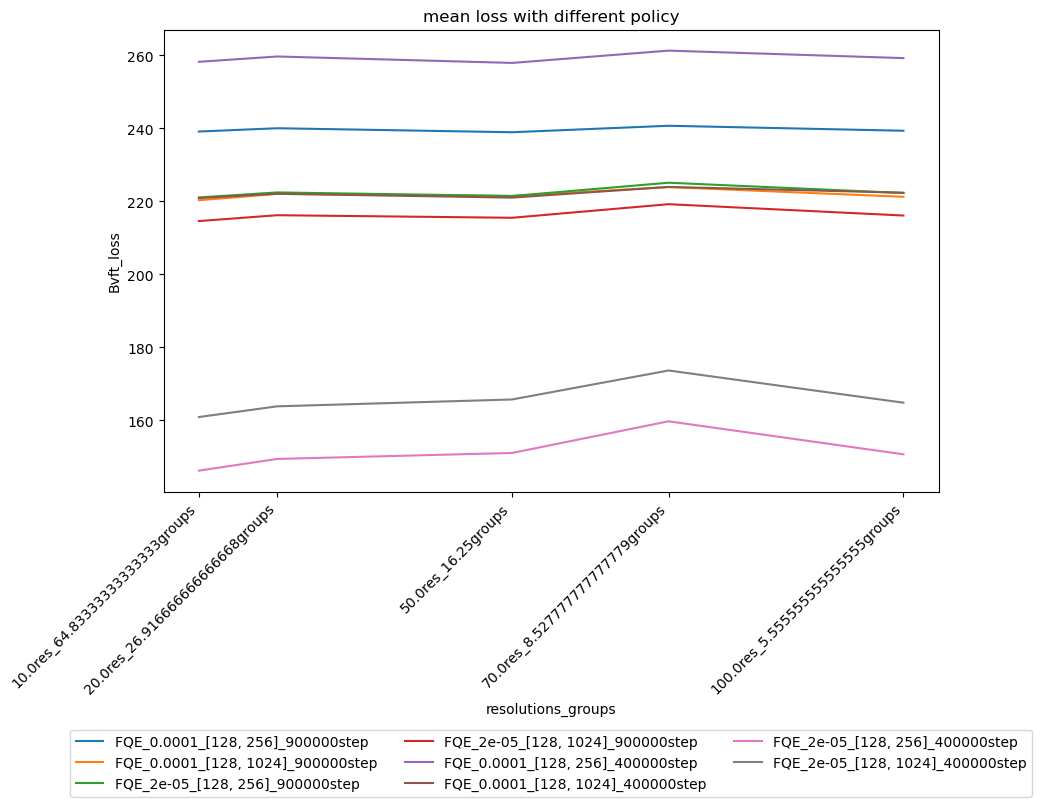 mean loss with different policy
Bvft_loss
260
240
220
200
180
160
10.0res_64.83333333333333groups
20.0res_26.916666666666668groups
50.0res_16.25groups
70.0res_8.527777777777779groups
100.0res_5.555555555555555groups
resolutions_groups
FQE_0.0001_[128, 256]_900000step
FQE_0.0001_[128, 1024]_900000step
FQE_2e-05_[128, 256]_900000step
FQE_2e-05_[128, 1024]_900000step
FQE_0.0001_[128, 256]_400000step
FQE_0.0001_[128, 1024]_400000step
FQE_2e-05_[128, 256]_400000step
FQE_2e-05_[128, 1024]_400000step